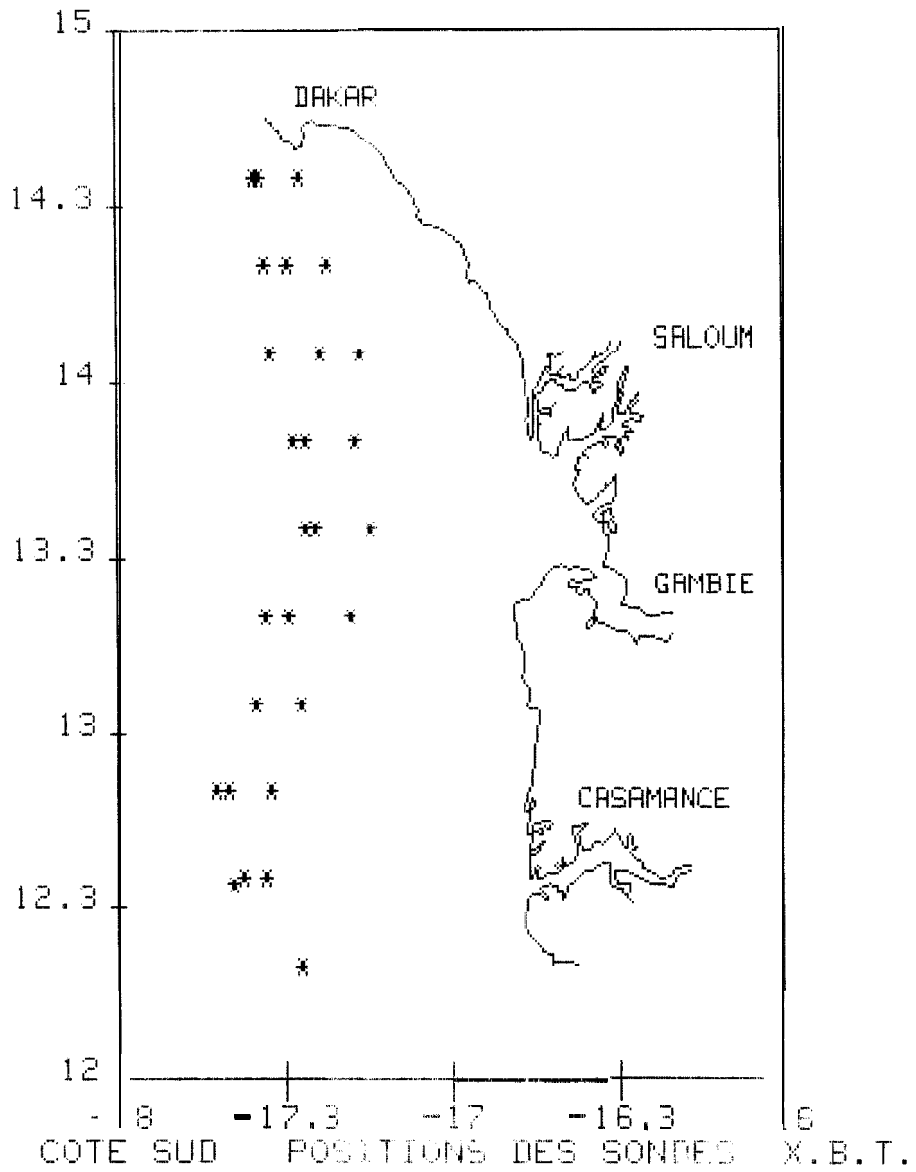 15
DAKAR
14.3
SALOUM
14
13.3
GAMBIE
13
CASAMANCE
12.3
12
-17.3 -17 -16.3
COTE SUD POSITIONS DES SONDES X.B.T.